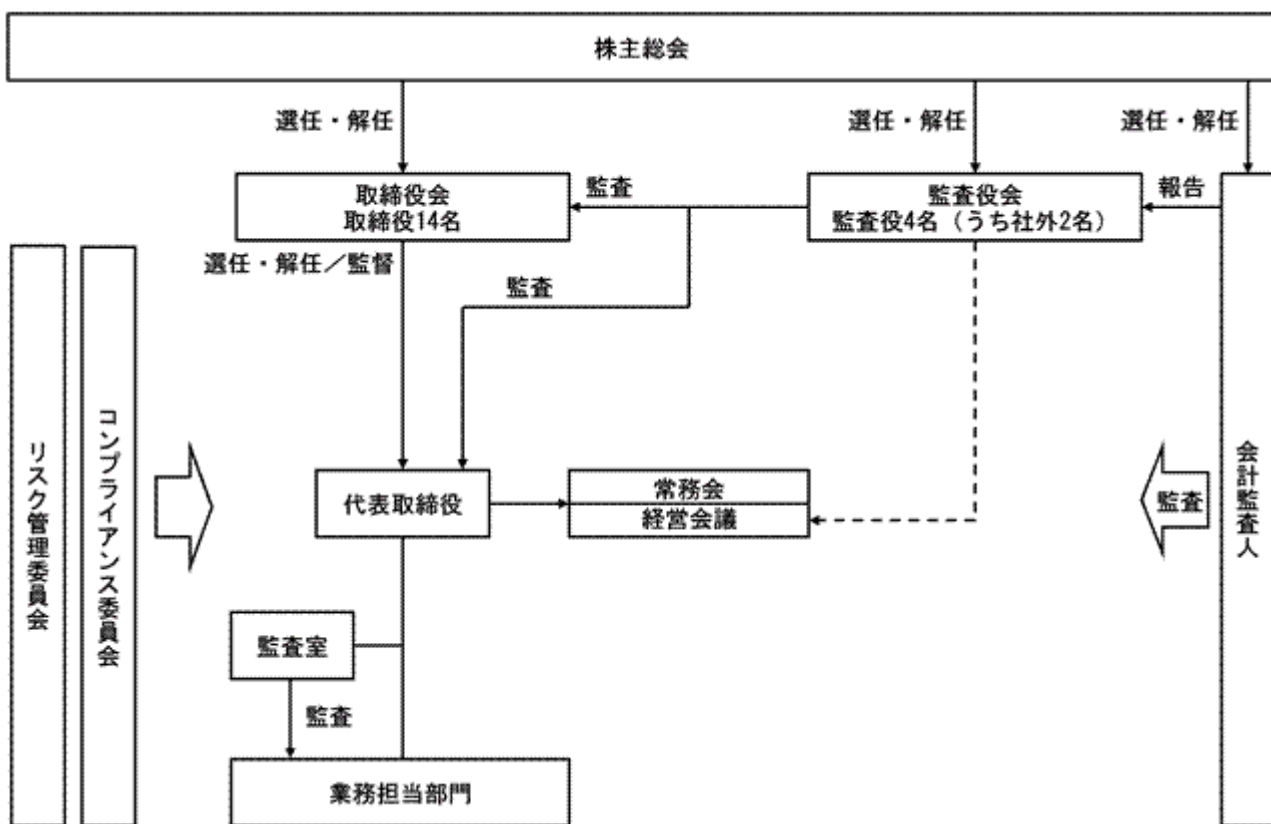 株主総会
選任・解任
選任・解任
選任・解任
取締役会
取締役14名
監査
監査役会
監査役4名（うち社外2名）
報告
選任・解任／監督
監査
リスク管理委員会
コンプライアンス委員会
代表取締役
常務会
経営会議
監査
会計監査人
監査室
監査
業務担当部門